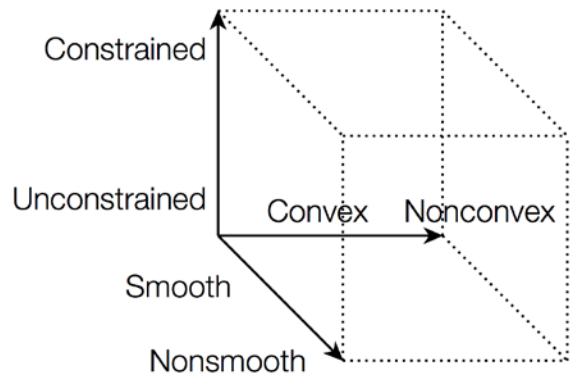 Constrained
Unconstrained
Convex
Nonconvex
Smooth
Nonsmooth